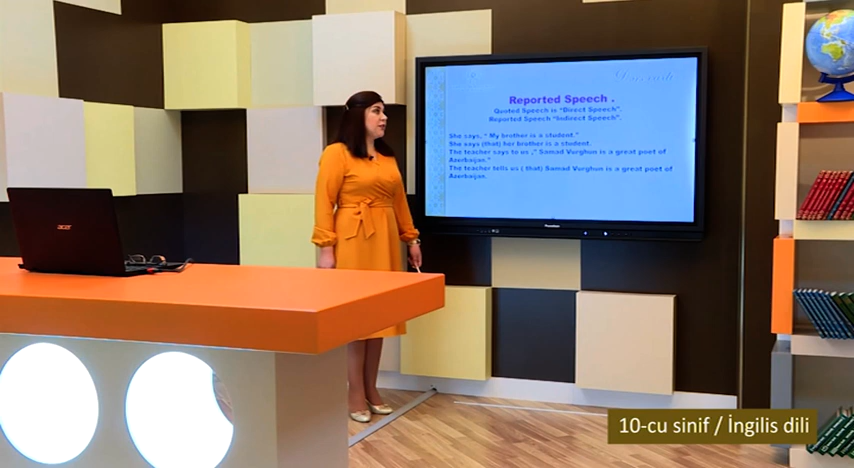 Reported Speech .
Quoted Speech is "Direct Speech".
Reported Speech "Indirect Speech".
She says, " My brother is a student."
She says (that) her brother is a student.
The teacher says to us ," Samad Vurghun is a great poet of
Azerbaijan."
The teacher tells us ( that) Samad Vurghun is a great poet of
Azerbaijan.
acer
10-cu sinif / İngilis dili